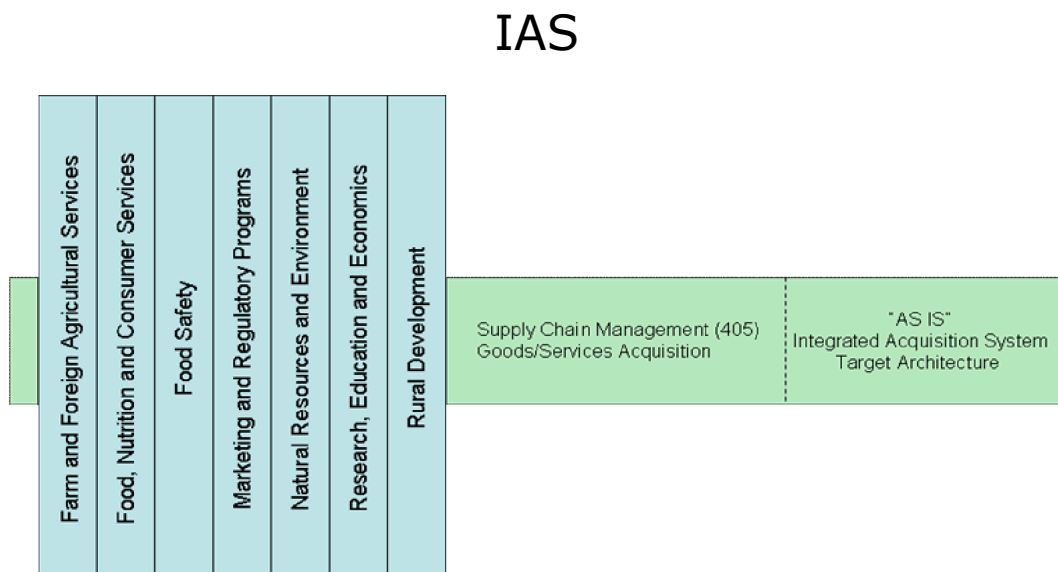 IAS
Farm and Foreign Agricultural Services
Food, Nutrition and Consumer Services
Food Safety
Marketing and Regulatory Programs
Natural Resources and Environment
Research, Education and Economics
Rural Development
Supply Chain Management (405)
Goods/Services Acquisition
"AS IS"
Integrated Acquisition System
Target Architecture